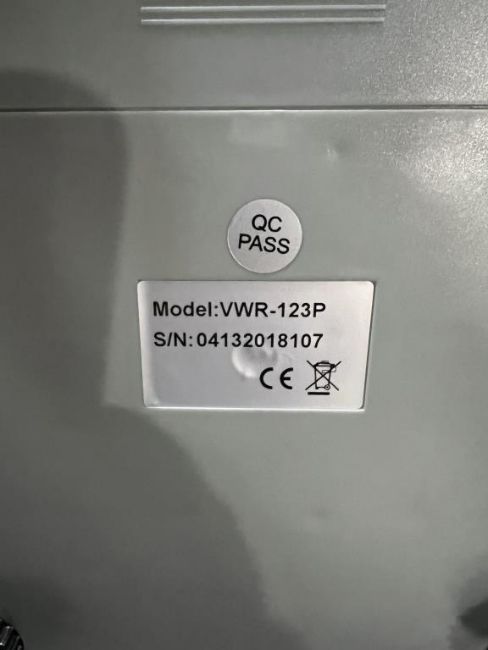 QC
PASS
Model:VWR-123P
S/N:04132018107
CE